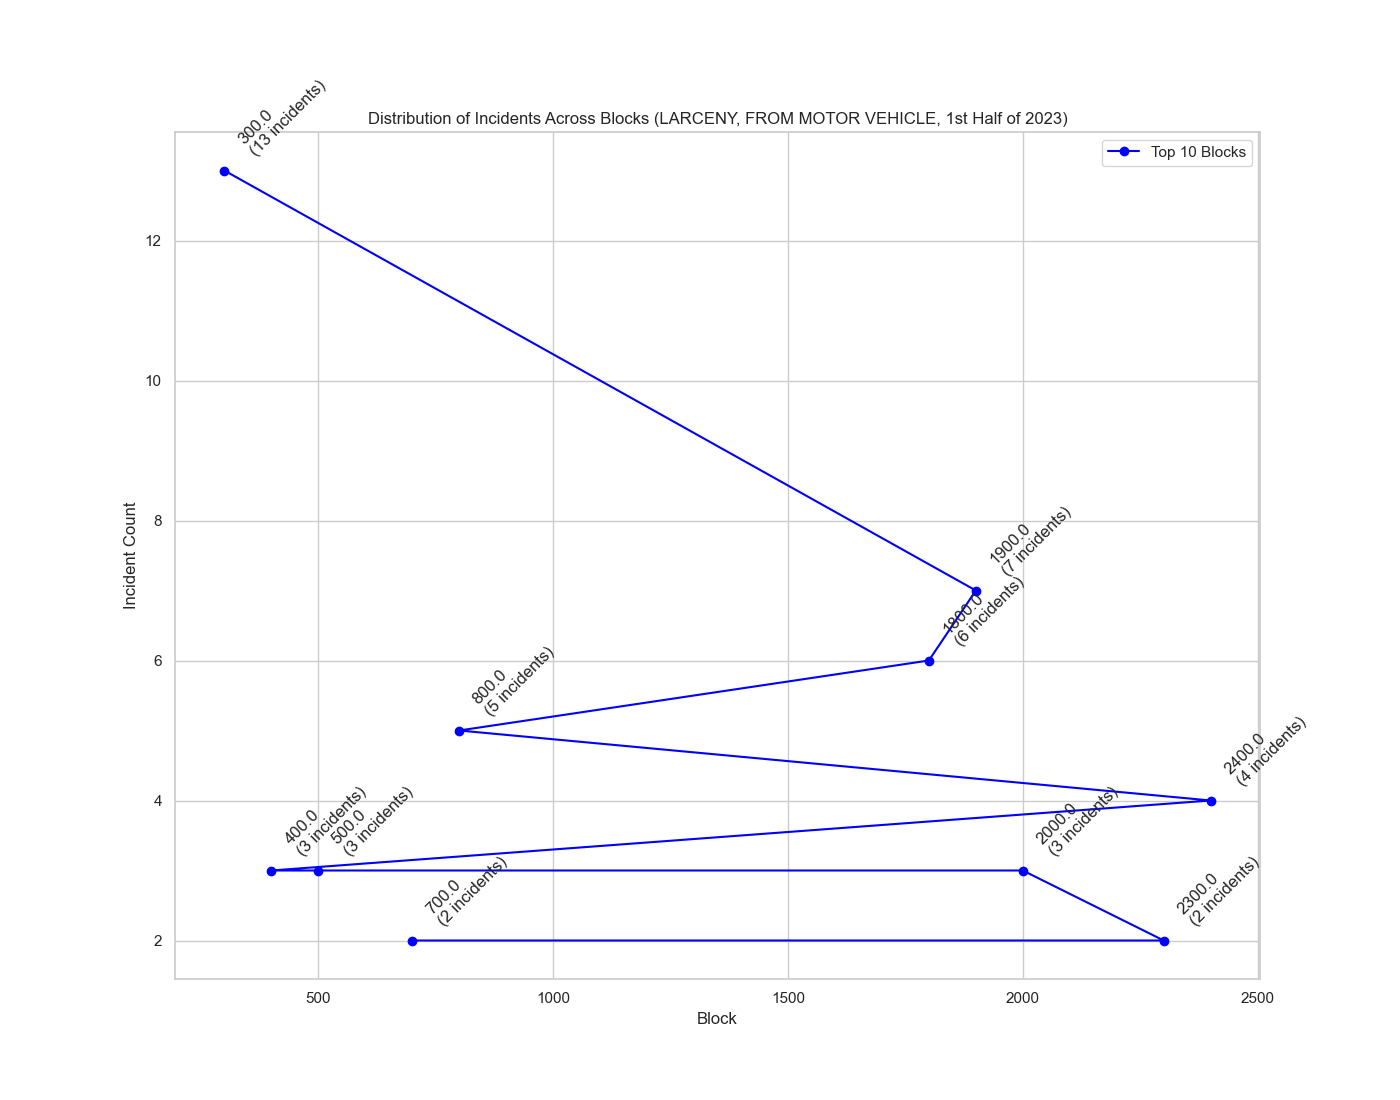 Distribution of Incidents Across Blocks (LARCENY, FROM MOTOR VEHICLE, 1st Half of 2023)
Top 10 Blocks
300.0
(13 incidents)
1900.0
(7 incidents)
1800.0
(6 incidents)
800.0
(5 incidents)
2400.0
(4 incidents)
400.0
(3 incidents)
500.0
(3 incidents)
2000.0
(3 incidents)
700.0
(2 incidents)
2300.0
(2 incidents)
Incident Count
12
10
8
6
4
2
500
1000
1500
2000
2500
Block